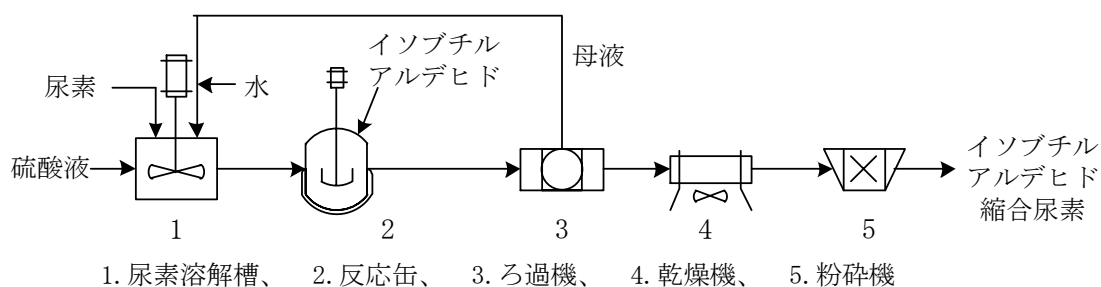 イソブチル
アルデヒド
母液
尿素
水
硫酸液
イソブチル
アルデヒド
縮合尿素
1
2
3
4
5
1.尿素溶解槽、 2.反応缶、 3.ろ過機、 4.乾燥機、 5.粉砕機